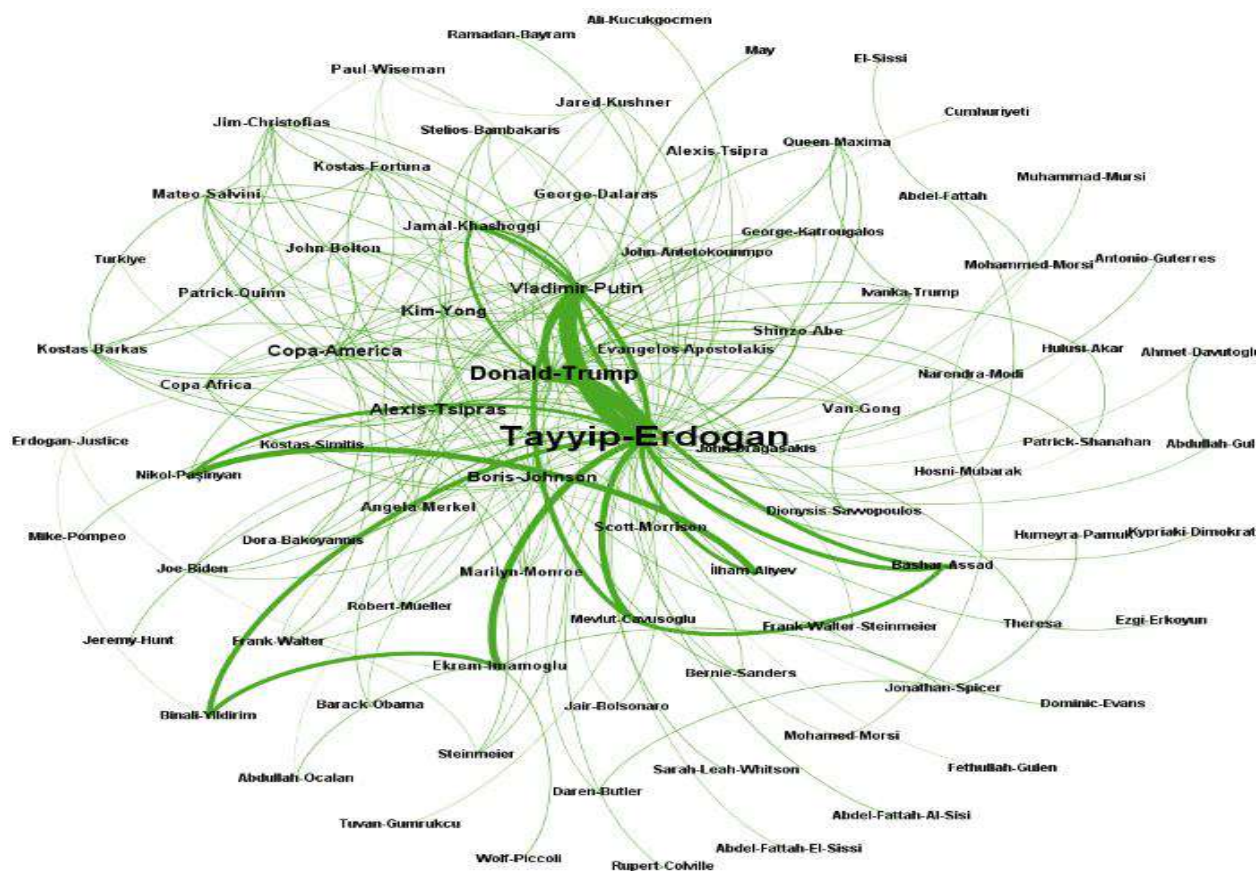 Ali-Kucukgocmen
Ramadan-Bayram
May
El-Sissi
Paul-Wiseman
Jared-Kushner
Cumhuriyeti
Jim-Christofias
Stelios-Bambakaris
Queen-Maxima
Alexis-Tsipra
Kostas-Fortuna
Muhammad-Mursi
Mateo-Salvini
George-Dalaras
Abdel-Fattah
Jamal-Khashoggi
George-Katrougalos
John-Bolton
John-Antetokounmpo
Turkiye
Mohammed-Morsi
Antonio-Guterres
Vladimir-Putin
Patrick-Quinn
Ivanka-Trump
Kim-Yong
Shinzo-Abe
Kostas-Barkas
Copa-America
Evangelos-Apostolakis
Hulusi-Akar
Ahmet-Davutoglu
Donald-Trump
Narendra-Modi
Copa-Africa
Alexis-Tsipras
Van-Gong
Erdogan-Justice
Kostas-Simitis
Tayyip-Erdogan
John-Dragasakis
Patrick-Shanahan
Abdullah-Gul
Nikol-Paşinyan
Boris-Johnson
Hosni-Mubarak
Angela-Merkel
Dionysis-Savvopoulos
Mike-Pompeo
Dora-Bakoyannis
Scott-Morrison
Humeyra-Pamuk
Kypriaki-Dimokrat
Joe-Biden
Marilyn-Monroe
İlham-Aliyev
Bashar-Assad
Robert-Mueller
Mevlut-Cavusoglu
Frank-Walter-Steinmeier
Theresa
Ezgi-Erkoyun
Jeremy-Hunt
Frank-Walter
Ekrem-Imamoglu
Bernie-Sanders
Jonathan-Spicer
Binali-Yildirim
Barack-Obama
Jair-Bolsonaro
Dominic-Evans
Mohamed-Morsi
Steinmeier
Abdullah-Ocalan
Sarah-Leah-Whitson
Fethullah-Gulen
Daren-Butler
Tuvan-Gumrukcu
Abdel-Fattah-Al-Sisi
Wolf-Piccoli
Rupert-Colville
Abdel-Fattah-El-Sissi